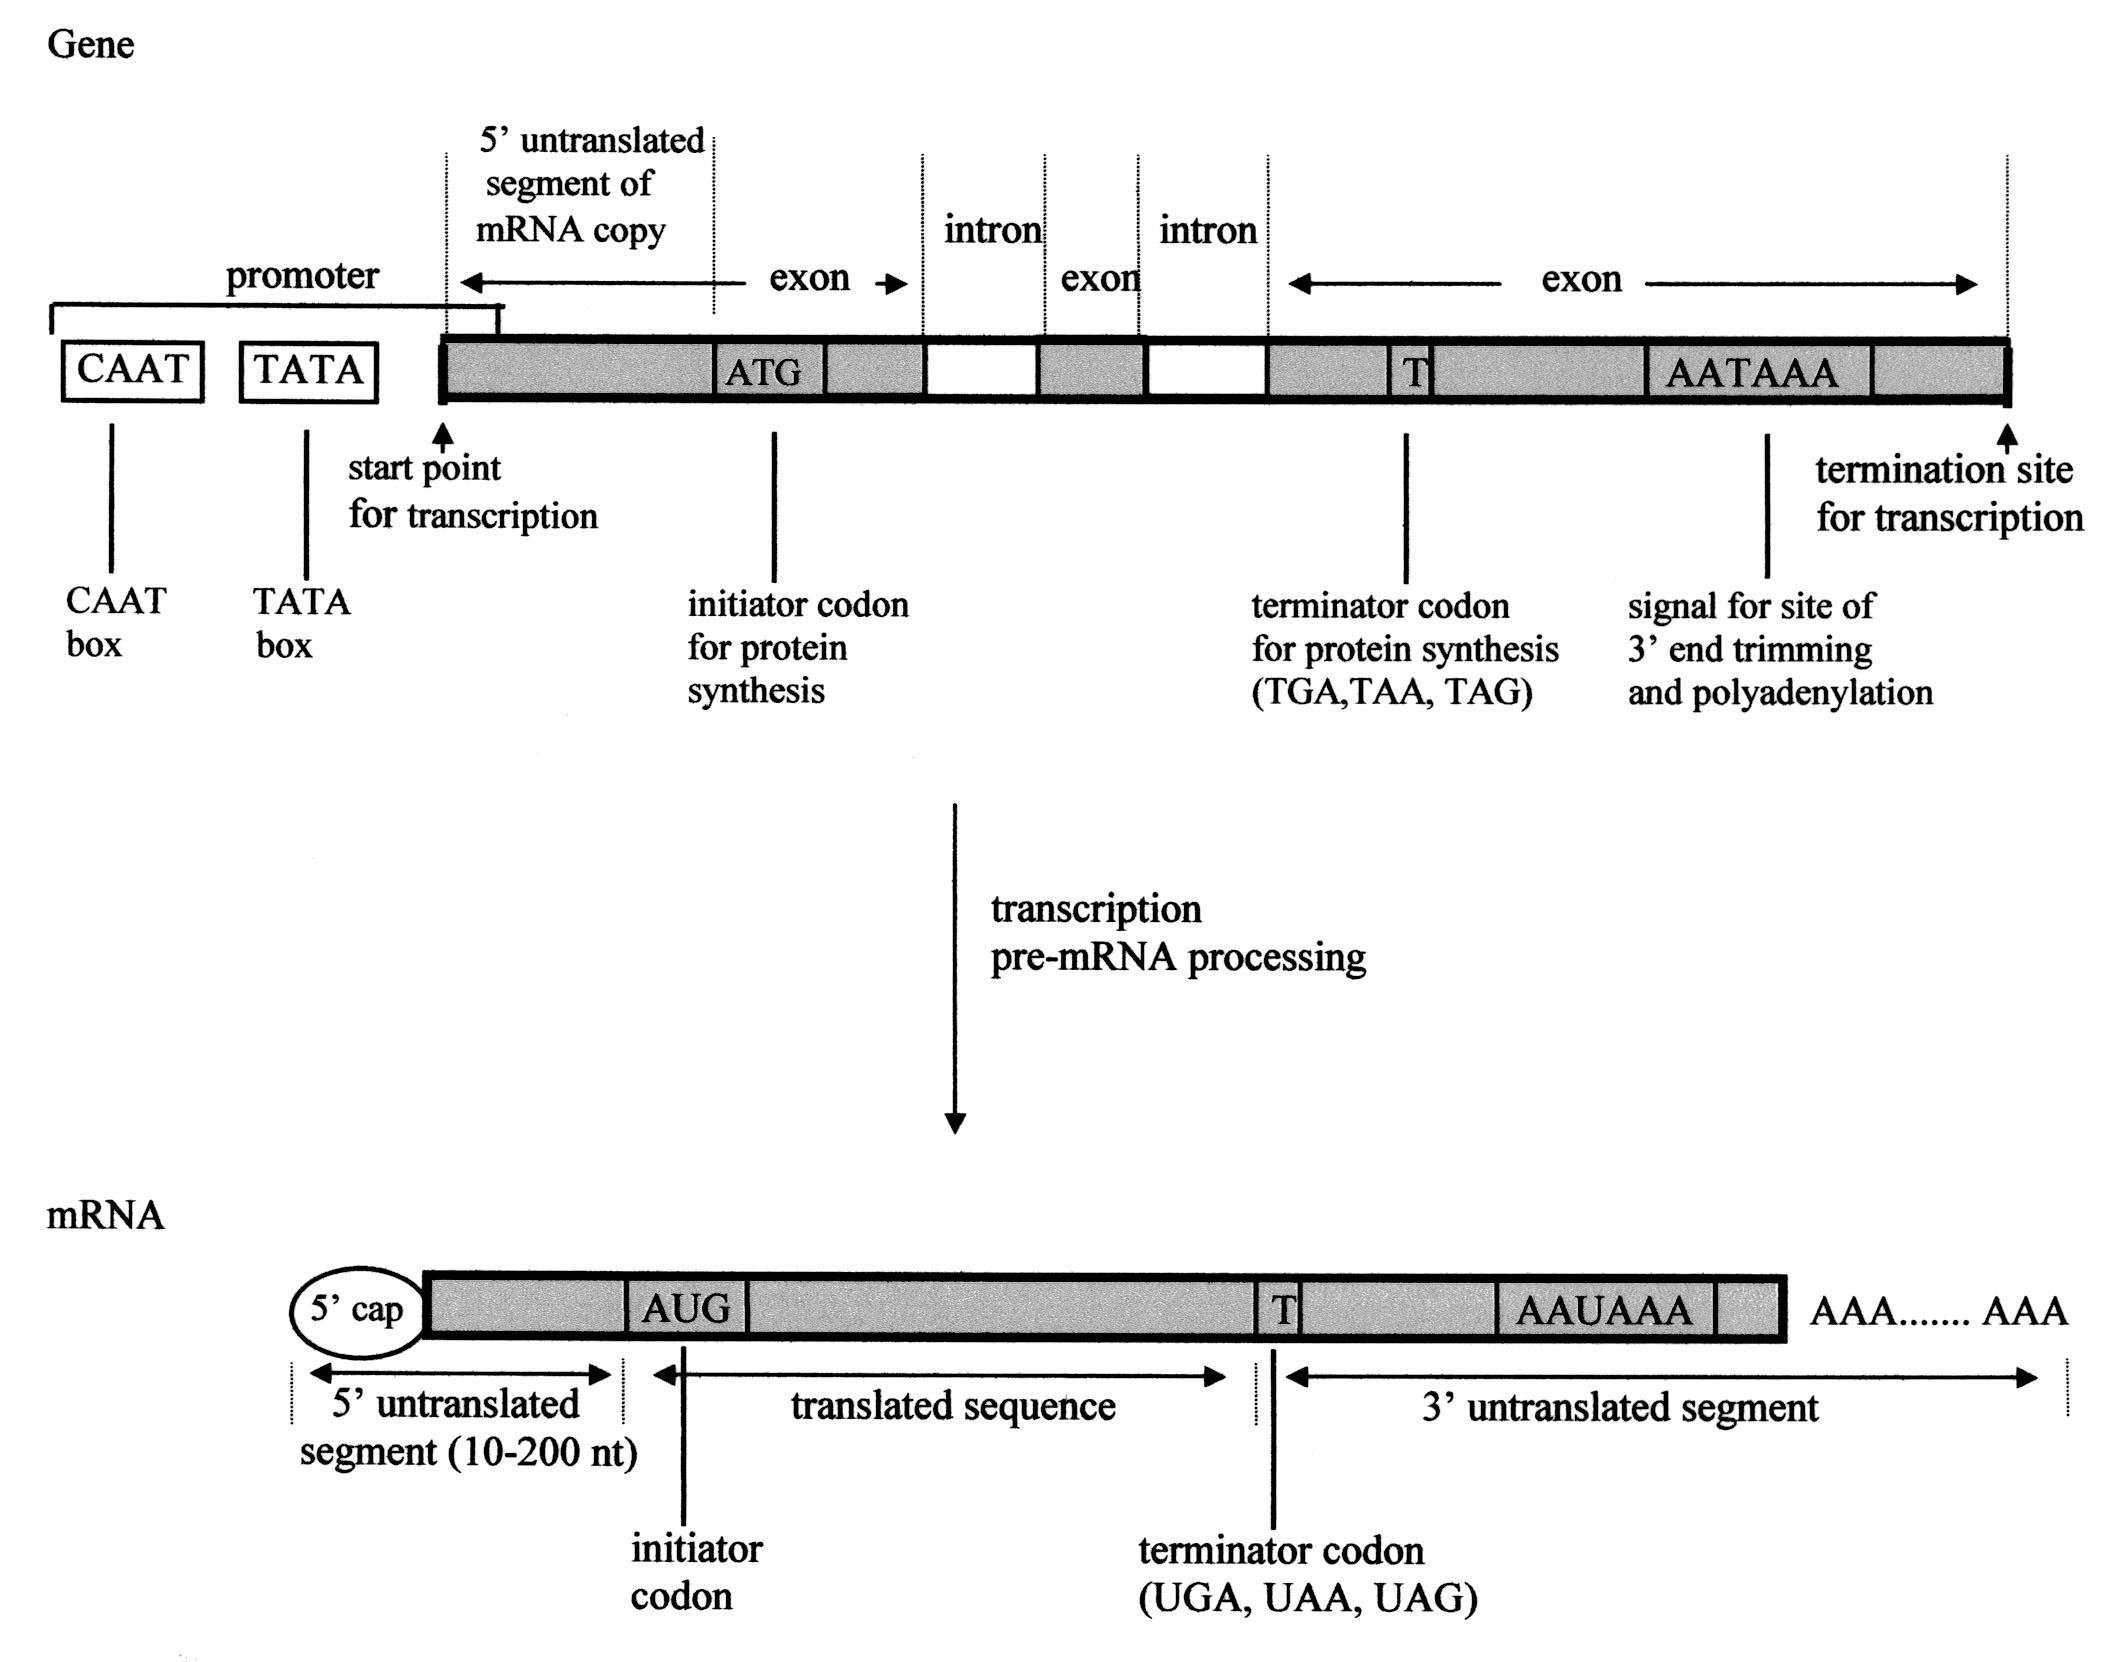 Gene
5’ untranslated
segment of
mRNA copy
intron
intron
promoter
exon
exon
exon
CAAT
TATA
ATG
T
AATAAA
start point
for transcription
termination site
for transcription
CAAT
box
TATA
box
initiator codon
for protein
synthesis
terminator codon
for protein synthesis
(TGA,TAA, TAG)
signal for site of
3’ end trimming
and polyadenylation
transcription
pre-mRNA processing
mRNA
5’ cap
AUG
T
AAUAAA
AAA....... AAA
5’ untranslated
segment (10-200 nt)
translated sequence
3’ untranslated segment
initiator
codon
terminator codon
(UGA, UAA, UAG)